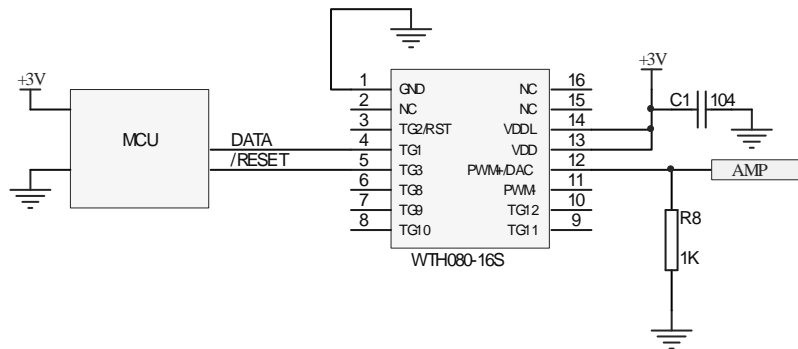 +3V
MCU
DATA
/RESET
1 GND NC 16
2 NC NC 15
3 TG2/RST VDDL 14
4 TG1 VDD 13
5 TG3 PWM+/DAC 12
6 TG8 PWM- 11
7 TG9 TG12 10
8 TG10 TG11 9
WTH080-16S
+3V
C1 104
AMP
R8
1K